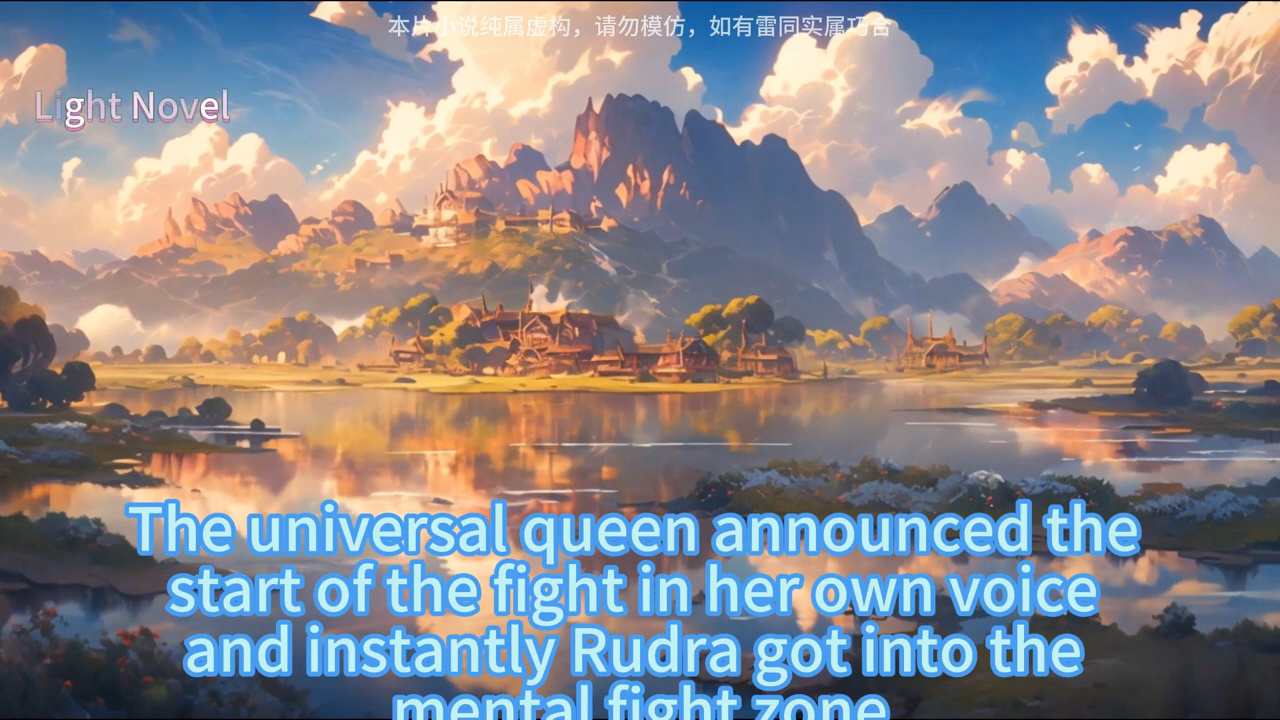 本片小说纯属虚构，请勿模仿，如有雷同实属巧合
Light Novel
The universal queen announced the
start of the fight in her own voice
and instantly Rudra got into the
mental fight zone